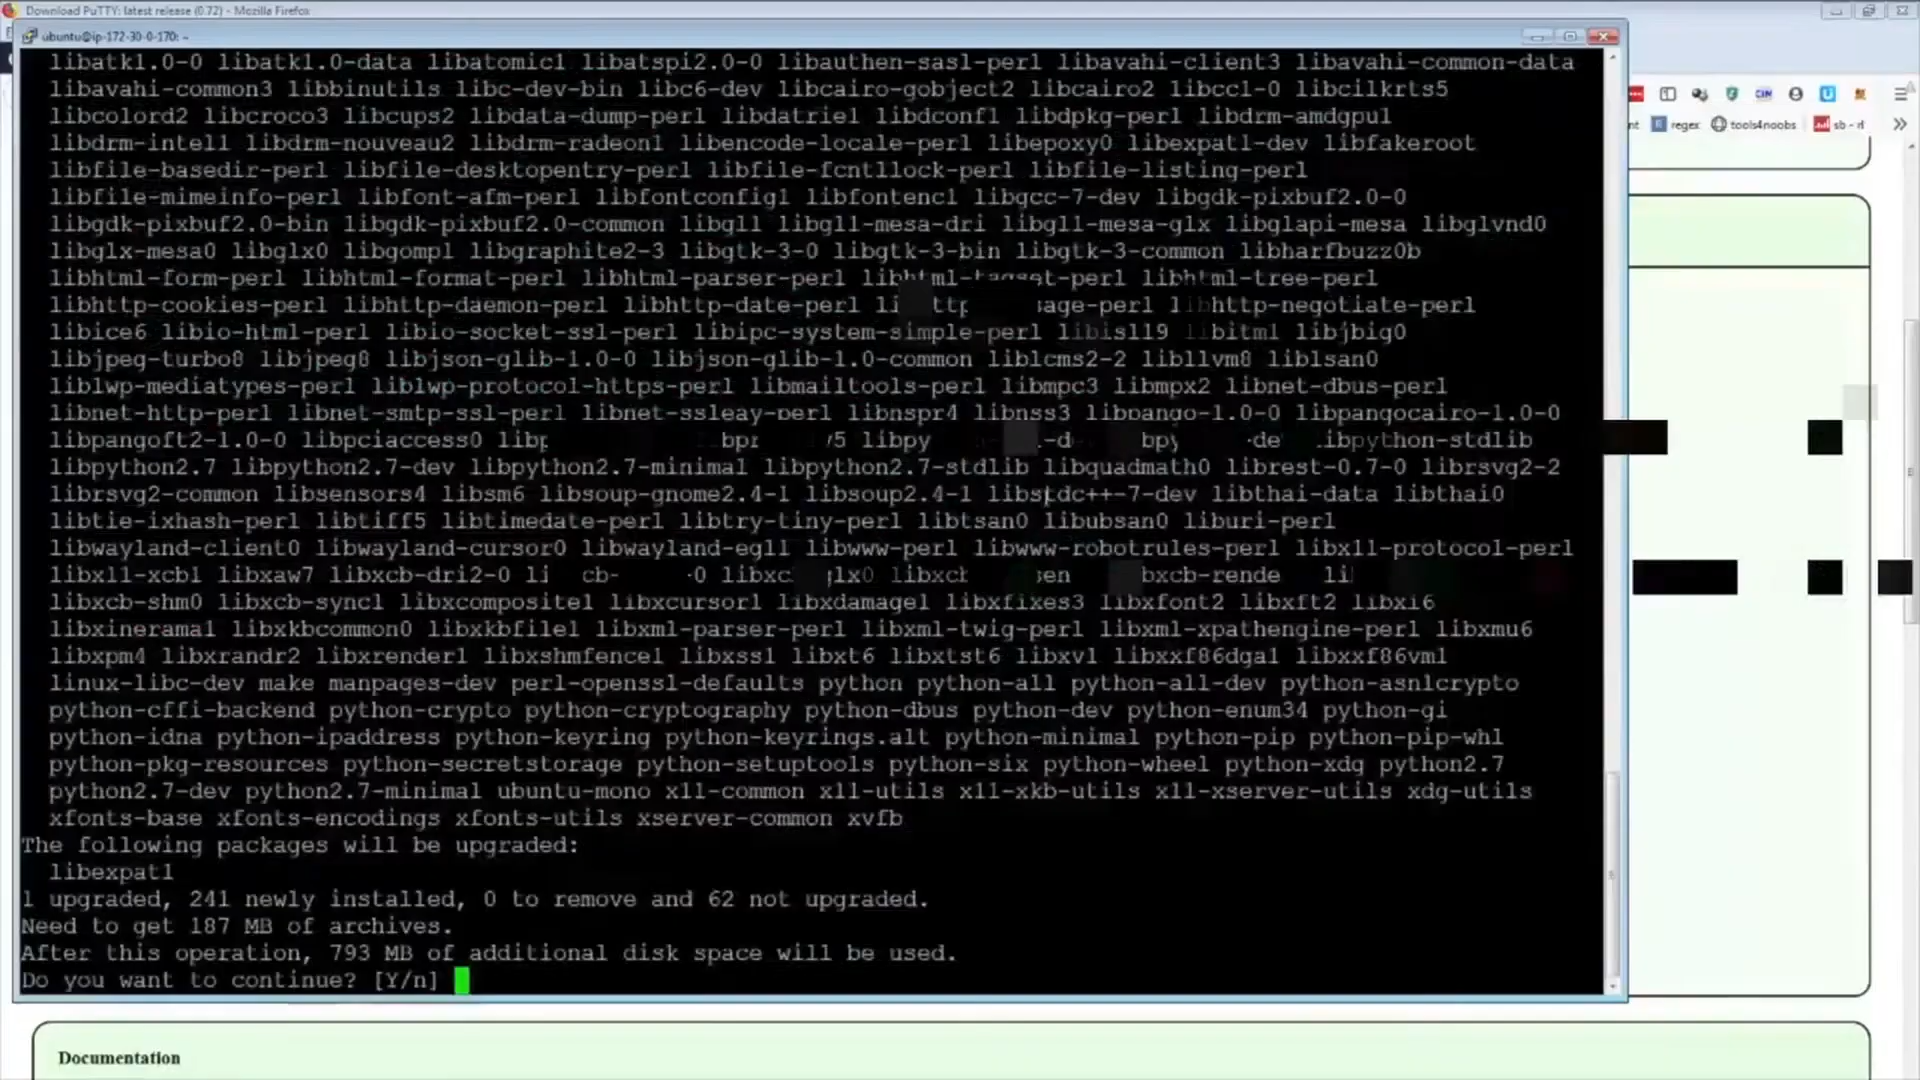 Download PuTTY: latest release (0.72) - Mozilla Firefox
ubuntu@ip-172-30-0-170: ~
libatk1.0-0 libatk1.0-data libatomic1 libatspi2.0-0 libauthen-sasl-perl libavahi-client3 libavahi-common-data
libavahi-common3 libbinutils libc-dev-bin libc6-dev libcairo-gobject2 libcairo2 libcc1-0 libcilkrts5
libcolord2 libcroco3 libcups2 libdata-dump-perl libdatrie1 libdconf1 libdpkg-perl libdrm-amdgpu1
libdrm-intel1 libdrm-nouveau2 libdrm-radeon1 libencode-locale-perl libepoxy0 libexpat1-dev libfakeroot
libfile-basedir-perl libfile-desktopentry-perl libfile-fcntllock-perl libfile-listing-perl
libfile-mimeinfo-perl libfont-afm-perl libfontconfig1 libfontenc1 libgcc-7-dev libgdk-pixbuf2.0-0
libgdk-pixbuf2.0-bin libgdk-pixbuf2.0-common libgl1 libgl1-mesa-dri libgl1-mesa-glx libglapi-mesa libglvnd0
libglx-mesa0 libglx0 libgomp1 libgraphite2-3 libgtk-3-0 libgtk-3-bin libgtk-3-common libharfbuzz0b
libhtml-form-perl libhtml-format-perl libhtml-parser-perl libhtml-tagset-perl libhtml-tree-perl
libhttp-cookies-perl libhttp-daemon-perl libhttp-date-perl libhttp-negotiate-perl
libice6 libio-html-perl libio-socket-ssl-perl libipc-system-simple-perl libisl19 libitm1 libjbig0
libjpeg-turbo8 libjpeg8 libjson-glib-1.0-0 libjson-glib-1.0-common liblcms2-2 libllvm8 liblsan0
liblwp-mediatypes-perl liblwp-protocol-https-perl libmailtools-perl libmpc3 libmpx2 libnet-dbus-perl
libnet-http-perl libnet-smtp-ssl-perl libnet-ssleay-perl libnspr4 libnss3 libpango-1.0-0 libpangocairo-1.0-0
libpangoft2-1.0-0 libpciaccess0 libpython-stdlib
libpython2.7 libpython2.7-dev libpython2.7-minimal libpython2.7-stdlib libquadmath0 librest-0.7-0 librsvg2-2
librsvg2-common libsensors4 libsm6 libsoup-gnome2.4-1 libsoup2.4-1 libstdc++-7-dev libthai-data libthai0
libtie-ixhash-perl libtiff5 libtimedate-perl libtry-tiny-perl libtsan0 libubsan0 liburi-perl
libwayland-client0 libwayland-cursor0 libwayland-egl1 libwww-perl libwww-robotrules-perl libx11-protocol-perl
libx11-xcb1 libxaw7 libxcb-dri2-0
libxcb-shm0 libxcb-sync1 libxcomposite1 libxcursor1 libxdamage1 libxfixes3 libxfont2 libxft2 libxi6
libxinerama1 libxkbcommon0 libxkbfile1 libxml-parser-perl libxml-twig-perl libxml-xpathengine-perl libxmu6
libxpm4 libxrandr2 libxrender1 libxshmfence1 libxss1 libxt6 libxtst6 libxv1 libxxf86dga1 libxxf86vm1
linux-libc-dev make manpages-dev perl-openssl-defaults python python-all python-all-dev python-asn1crypto
python-cffi-backend python-crypto python-cryptography python-dbus python-dev python-enum34 python-gi
python-idna python-ipaddress python-keyring python-keyrings.alt python-minimal python-pip python-pip-whl
python-pkg-resources python-secretstorage python-setuptools python-six python-wheel python-xdg python2.7
python2.7-dev python2.7-minimal ubuntu-mono x11-common x11-utils x11-xkb-utils x11-xserver-utils xdg-utils
xfonts-base xfonts-encodings xfonts-utils xserver-common xvfb
The following packages will be upgraded:
libexpat1
1 upgraded, 241 newly installed, 0 to remove and 62 not upgraded.
Need to get 187 MB of archives.
After this operation, 793 MB of additional disk space will be used.
Do you want to continue? [Y/n]
regex tools4noobs
Documentation